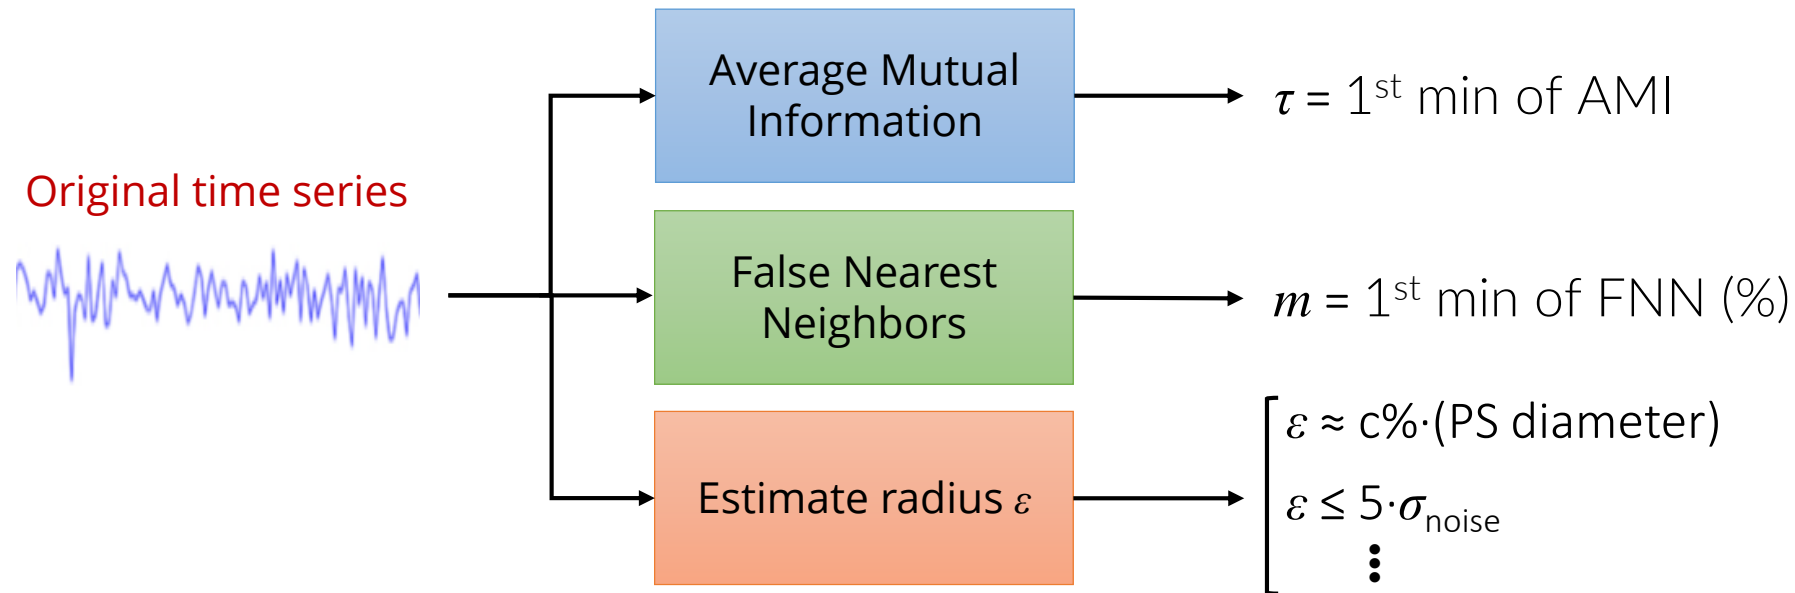 Original time series
Average Mutual
Information
τ = 1st min of AMI
False Nearest
Neighbors
m = 1st min of FNN (%)
Estimate radius ε
ε ≈ c%·(PS diameter)
ε ≤ 5·σnoise
⋮